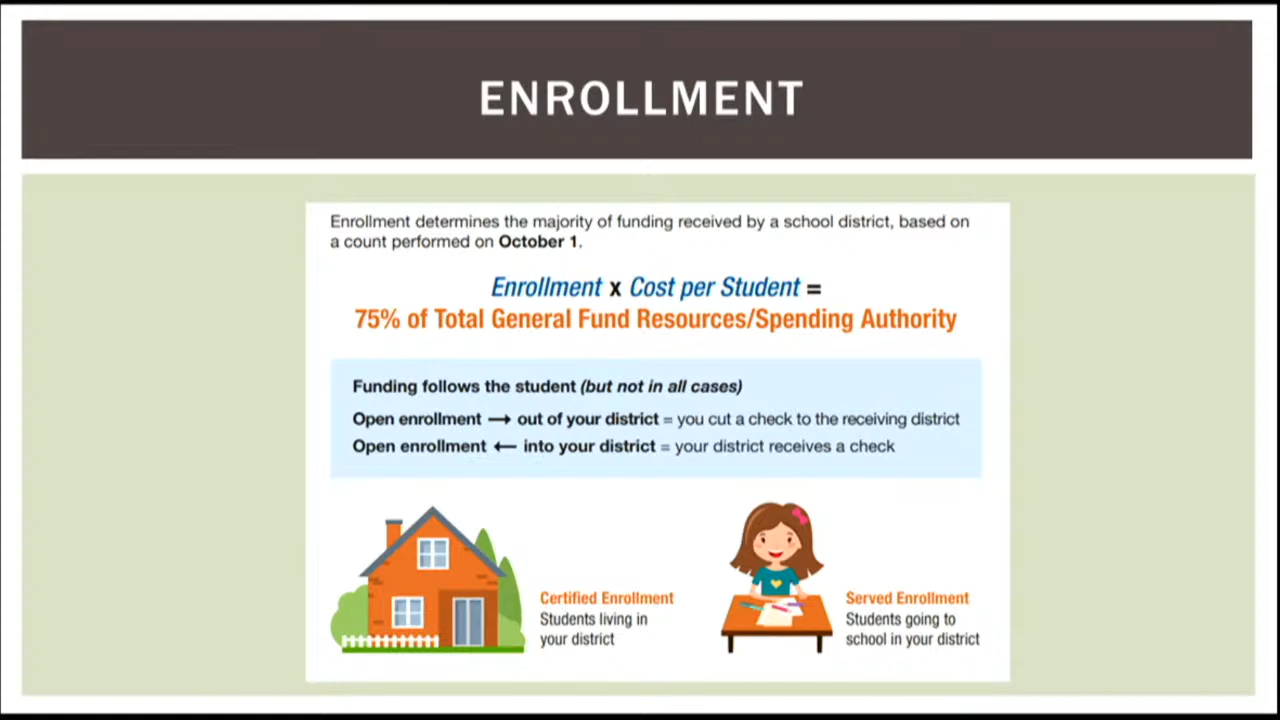 ENROLLMENT
Enrollment determines the majority of funding received by a school district, based on
a count performed on October 1.
Enrollment x Cost per Student =
75% of Total General Fund Resources/Spending Authority
Funding follows the student (but not in all cases)
Open enrollment → out of your district = you cut a check to the receiving district
Open enrollment ← into your district = your district receives a check
Certified Enrollment
Students living in
your district
Served Enrollment
Students going to
school in your district